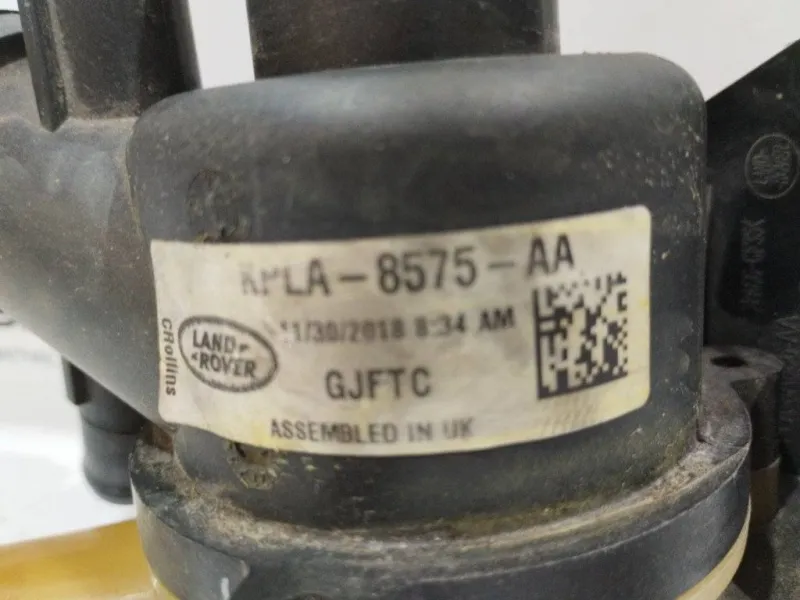 KPLA-8575-AA
11/30/2018 8:34 AM
LAND
ROVER
GJFTC
ASSEMBLED IN UK
CRollins